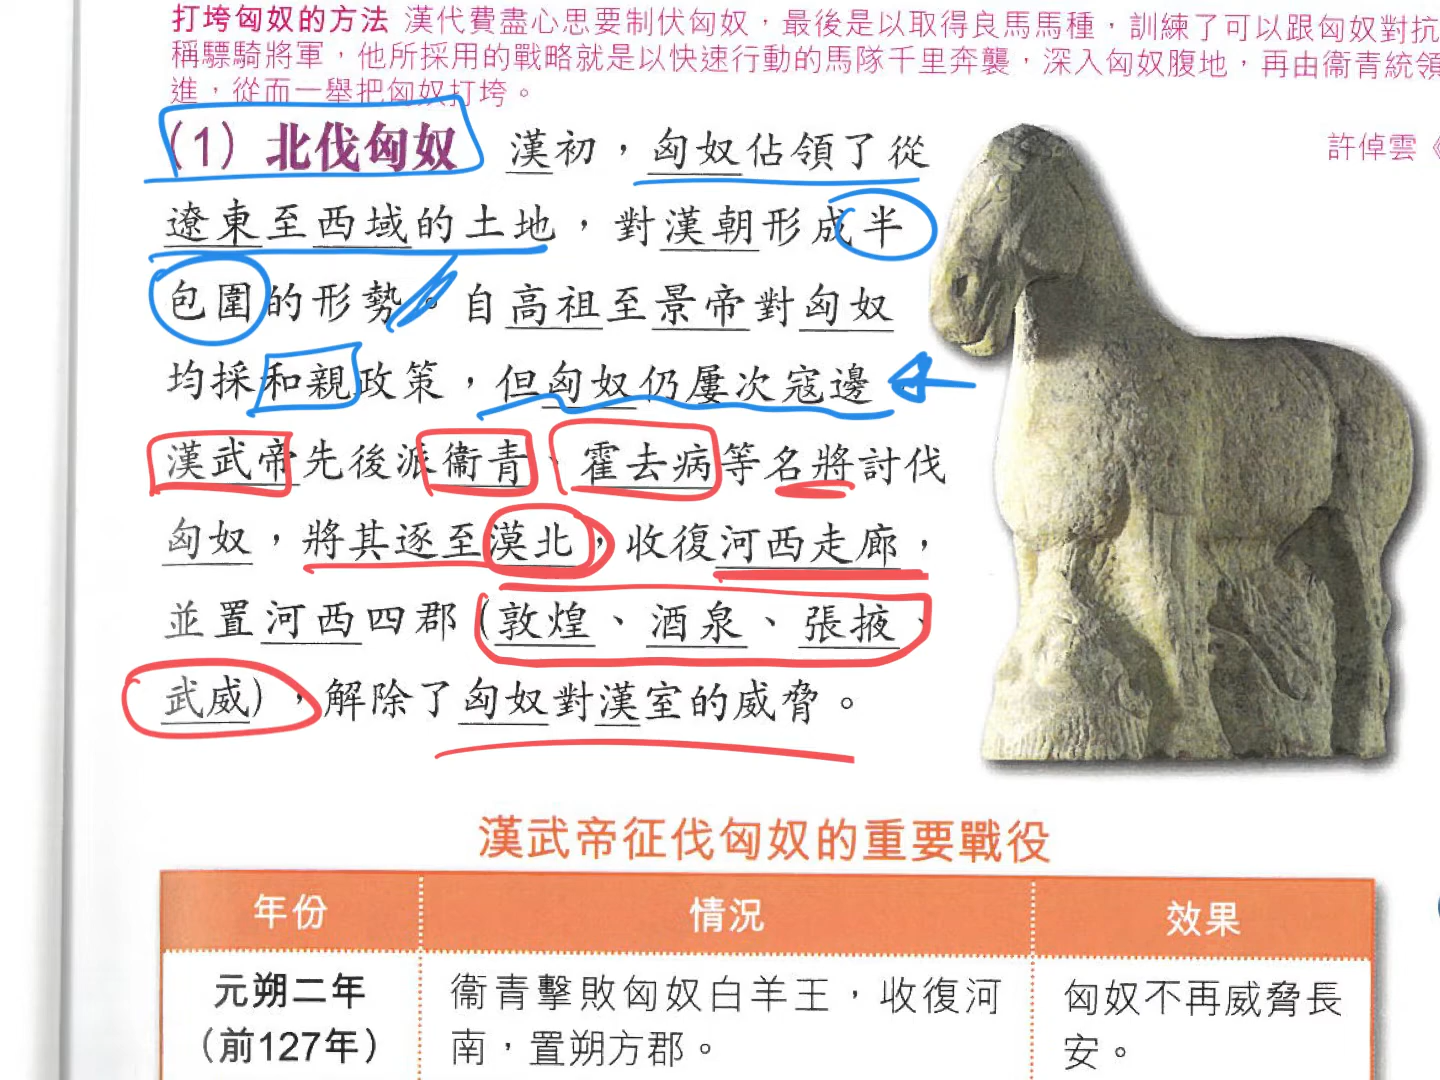 打垮匈奴的方法 漢代費盡心思要制伏匈奴，最後是以取得良馬馬種，訓練了可以跟匈奴對抗
稱驃騎將軍，他所採用的戰略就是以快速行動的馬隊千里奔襲，深入匈奴腹地，再由衞青統領
進，從而一舉把匈奴打垮。
許倬雲《
(1) 北伐匈奴 漢初，匈奴佔領了從
遼東至西域的土地，對漢朝形成半
包圍的形勢。自高祖至景帝對匈奴
均採和親政策，但匈奴仍屢次寇邊
漢武帝先後派衞青、霍去病等名將討伐
匈奴，將其逐至漠北，收復河西走廊，
並置河西四郡(敦煌、酒泉、張掖、
武威)，解除了匈奴對漢室的威脅。
漢武帝征伐匈奴的重要戰役
年份 情況 效果
元朔二年 衞青擊敗匈奴白羊王，收復河 匈奴不再威脅長
(前127年) 南，置朔方郡。 安。